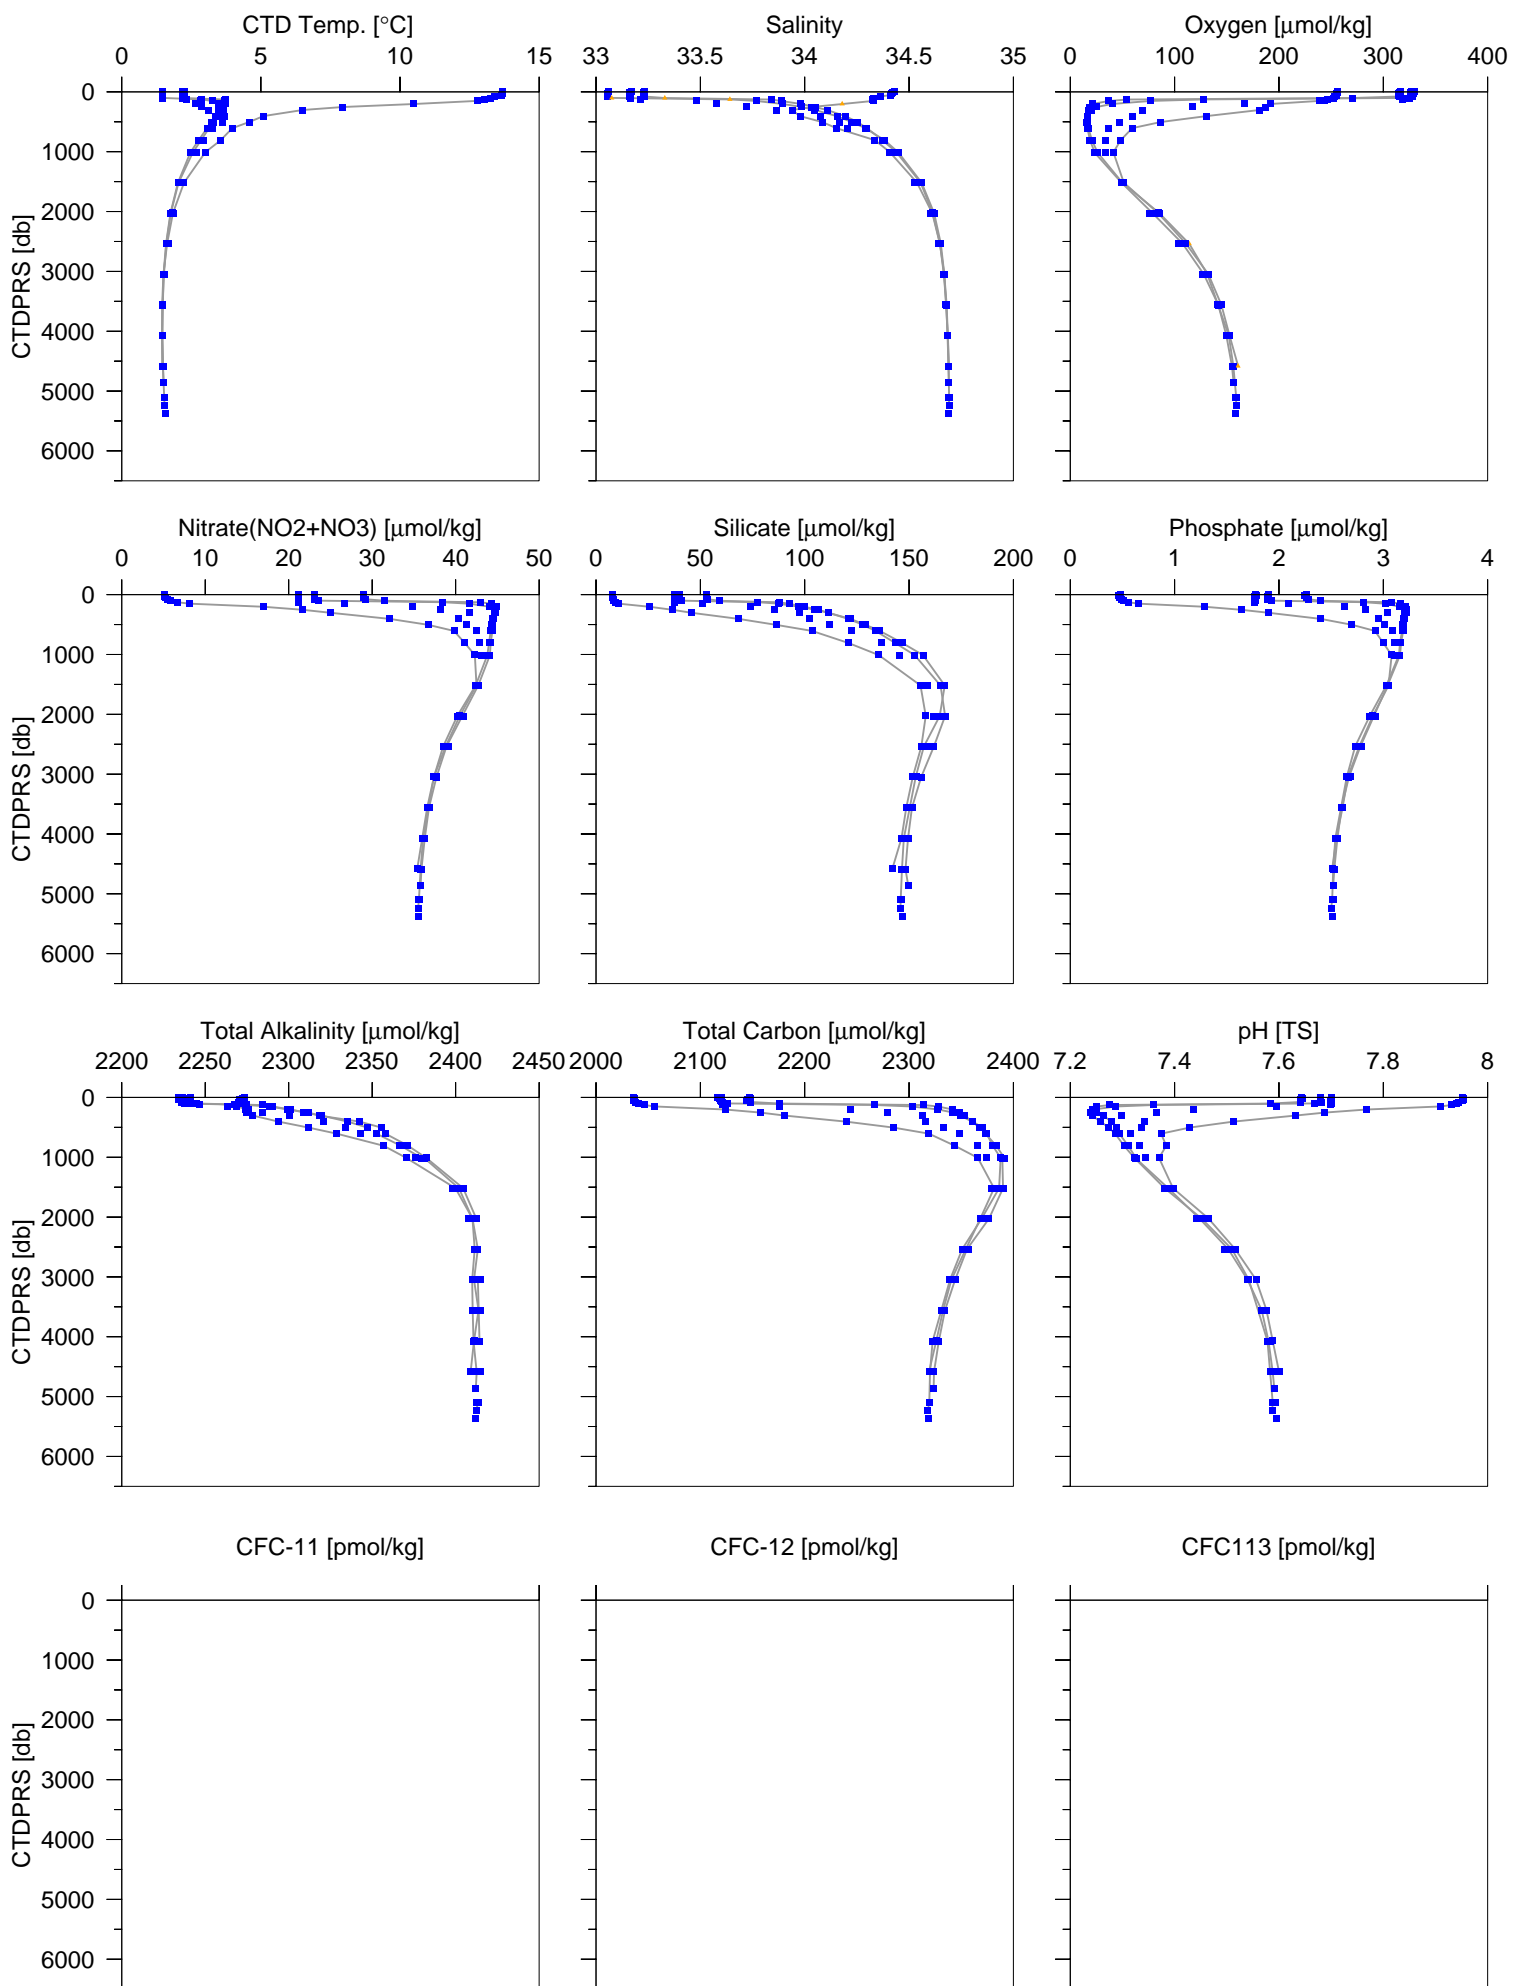 CTD Temp. [°C] Salinity Oxygen [μmol/kg]
0 5 10 15 33 33.5 34 34.5 35 0 100 200 300 400
0
1000
2000
3000
4000
5000
6000
CTDPRS [db]
Nitrate(NO2+NO3) [μmol/kg] Silicate [μmol/kg] Phosphate [μmol/kg]
0 10 20 30 40 50 0 50 100 150 200 0 1 2 3 4
0
1000
2000
3000
4000
5000
6000
CTDPRS [db]
Total Alkalinity [μmol/kg] Total Carbon [μmol/kg] pH [TS]
2200 2250 2300 2350 2400 2450 2000 2100 2200 2300 2400 7.2 7.4 7.6 7.8 8
0
1000
2000
3000
4000
5000
6000
CTDPRS [db]
CFC-11 [pmol/kg] CFC-12 [pmol/kg] CFC113 [pmol/kg]
0
1000
2000
3000
4000
5000
6000
CTDPRS [db]